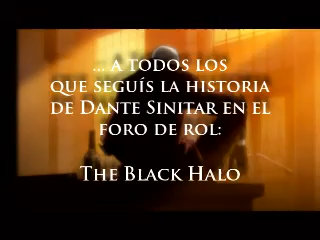 ... a todos los
que seguís la historia
de Dante Sinitar en el
foro de rol:
The Black Halo